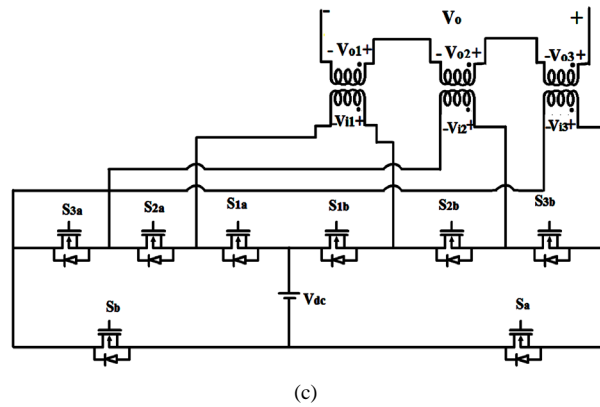 - Vo +
- Vo1+ - Vo2+ - Vo3+
-Vi1+ -Vi2+ -Vi3+
S3a S2a S1a S1b S2b S3b
Vdc
Sb Sa
(c)